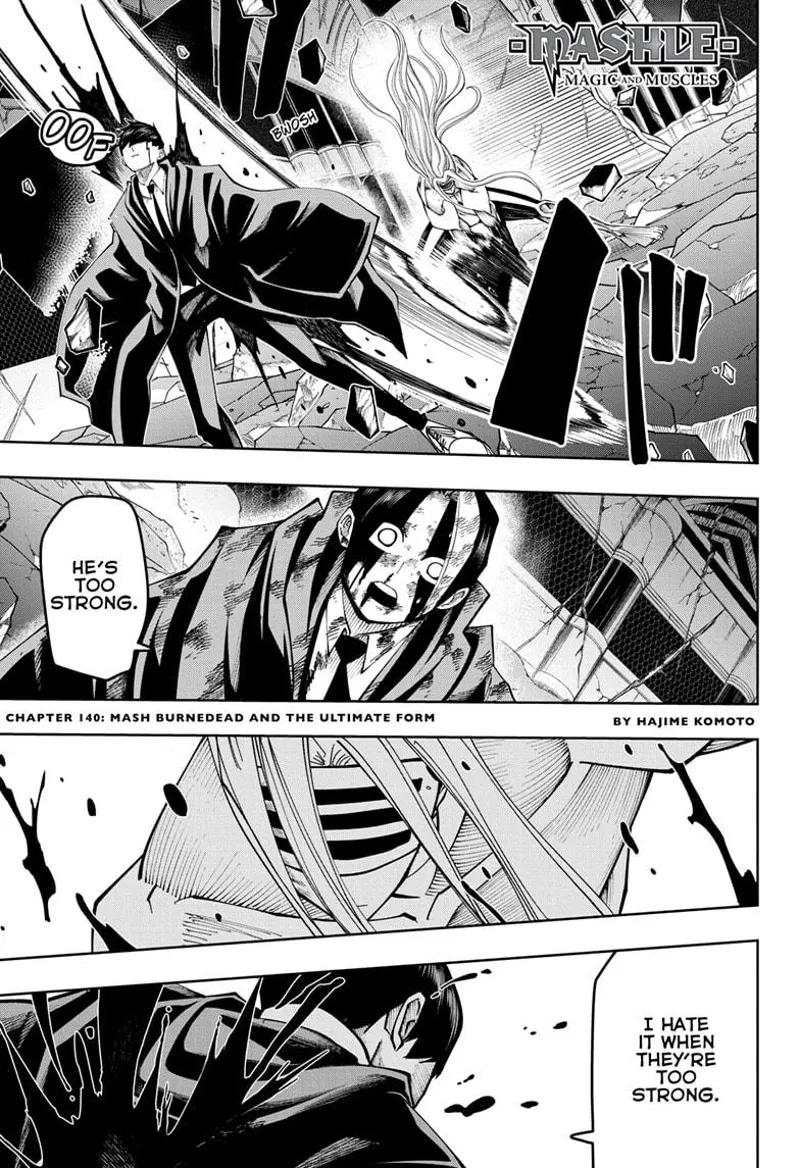 -MASHLE-
MAGIC AND MUSCLES
OOF
BWOSH
HE'S
TOO
STRONG.
CHAPTER 140: MASH BURNEDEAD AND THE ULTIMATE FORM
BY HAJIME KOMOTO
I HATE
IT WHEN
THEY'RE
TOO
STRONG.